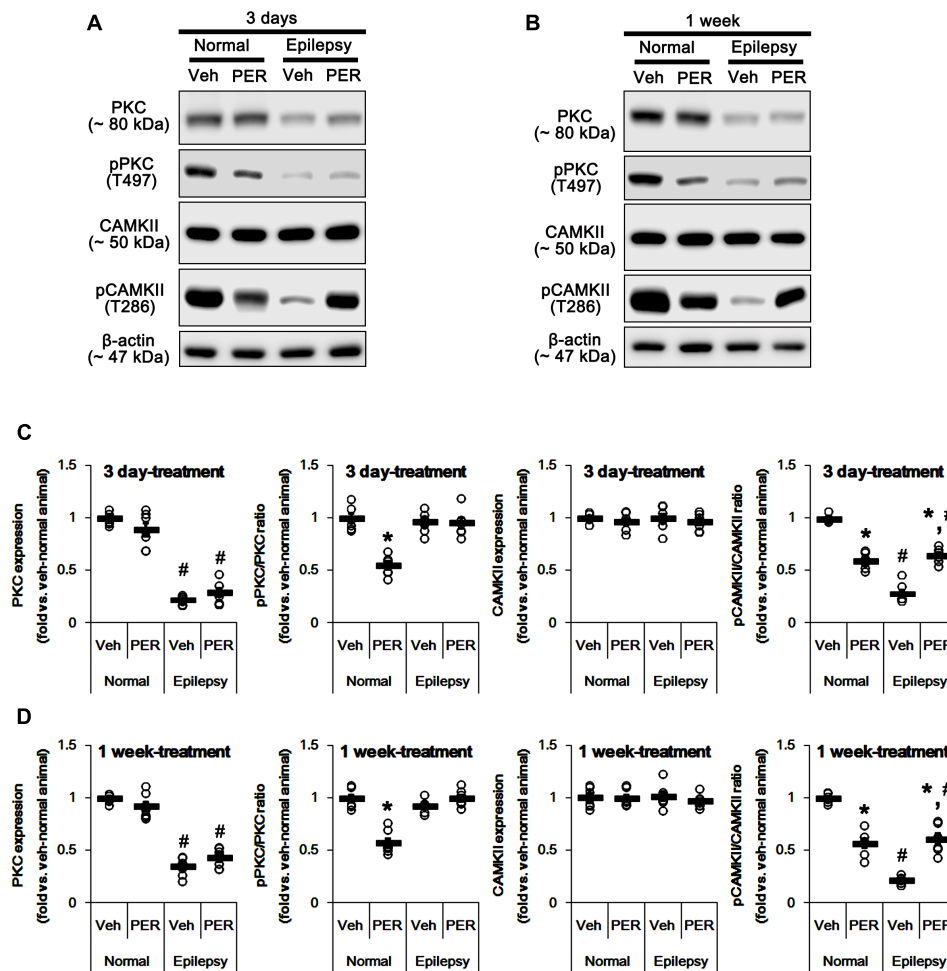 A
3 days
Normal Epilepsy
Veh PER Veh PER
PKC
(~ 80 kDa)
pPKC
(T497)
CAMKII
(~ 50 kDa)
pCAMKII
(T286)
β-actin
(~ 47 kDa)
B
1 week
Normal Epilepsy
Veh PER Veh PER
PKC
(~ 80 kDa)
pPKC
(T497)
CAMKII
(~ 50 kDa)
pCAMKII
(T286)
β-actin
(~ 47 kDa)
C
PKC expression
(fold vs. veh-normal animal)
3 day-treatment
1.5
1
0.5
0
# #
Veh PER Veh PER
Normal Epilepsy
pPKC/PKC ratio
(fold vs. veh-normal animal)
3 day-treatment
1.5
1
0.5
0
*
Veh PER Veh PER
Normal Epilepsy
CAMKII expression
(fold vs. veh-normal animal)
3 day-treatment
1.5
1
0.5
0
Veh PER Veh PER
Normal Epilepsy
pCAMKII/CAMKII ratio
(fold vs. veh-normal animal)
3 day-treatment
1.5
1
0.5
0
* # *, #
Veh PER Veh PER
Normal Epilepsy
D
PKC expression
(fold vs. veh-normal animal)
1 week-treatment
1.5
1
0.5
0
# #
Veh PER Veh PER
Normal Epilepsy
pPKC/PKC ratio
(fold vs. veh-normal animal)
1 week-treatment
1.5
1
0.5
0
*
Veh PER Veh PER
Normal Epilepsy
CAMKII expression
(fold vs. veh-normal animal)
1 week-treatment
1.5
1
0.5
0
Veh PER Veh PER
Normal Epilepsy
pCAMKII/CAMKII ratio
(fold vs. veh-normal animal)
1 week-treatment
1.5
1
0.5
0
* # *, #
Veh PER Veh PER
Normal Epilepsy